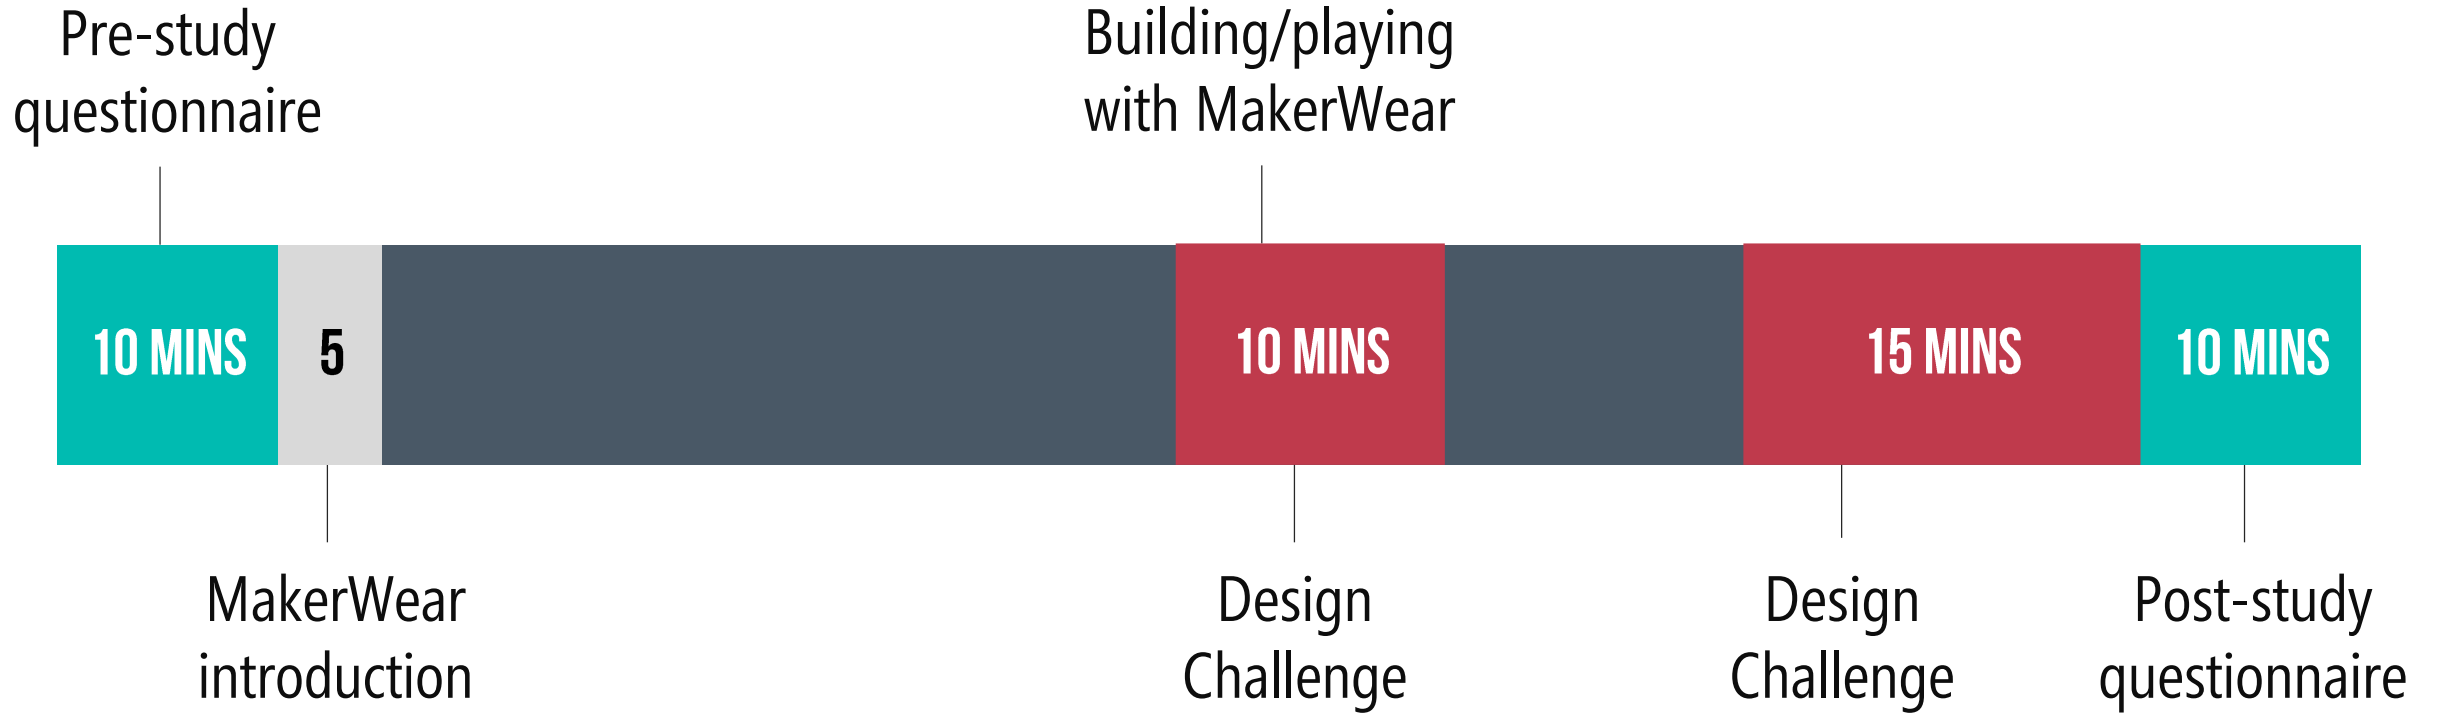 Pre-study
questionnaire
Building/playing
with MakerWear
10 MINS
5
10 MINS
15 MINS
10 MINS
MakerWear
introduction
Design
Challenge
Design
Challenge
Post-study
questionnaire